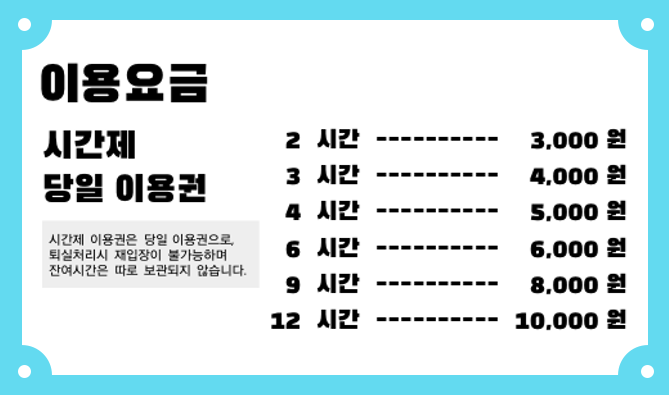 이용요금
시간제
당일 이용권
시간제 이용권은 당일 이용권으로,
퇴실처리시 재입장이 불가능하며
잔여시간은 따로 보관되지 않습니다.
2 시간 ---------- 3,000 원
3 시간 ---------- 4,000 원
4 시간 ---------- 5,000 원
6 시간 ---------- 6,000 원
9 시간 ---------- 8,000 원
12 시간 ---------- 10,000 원